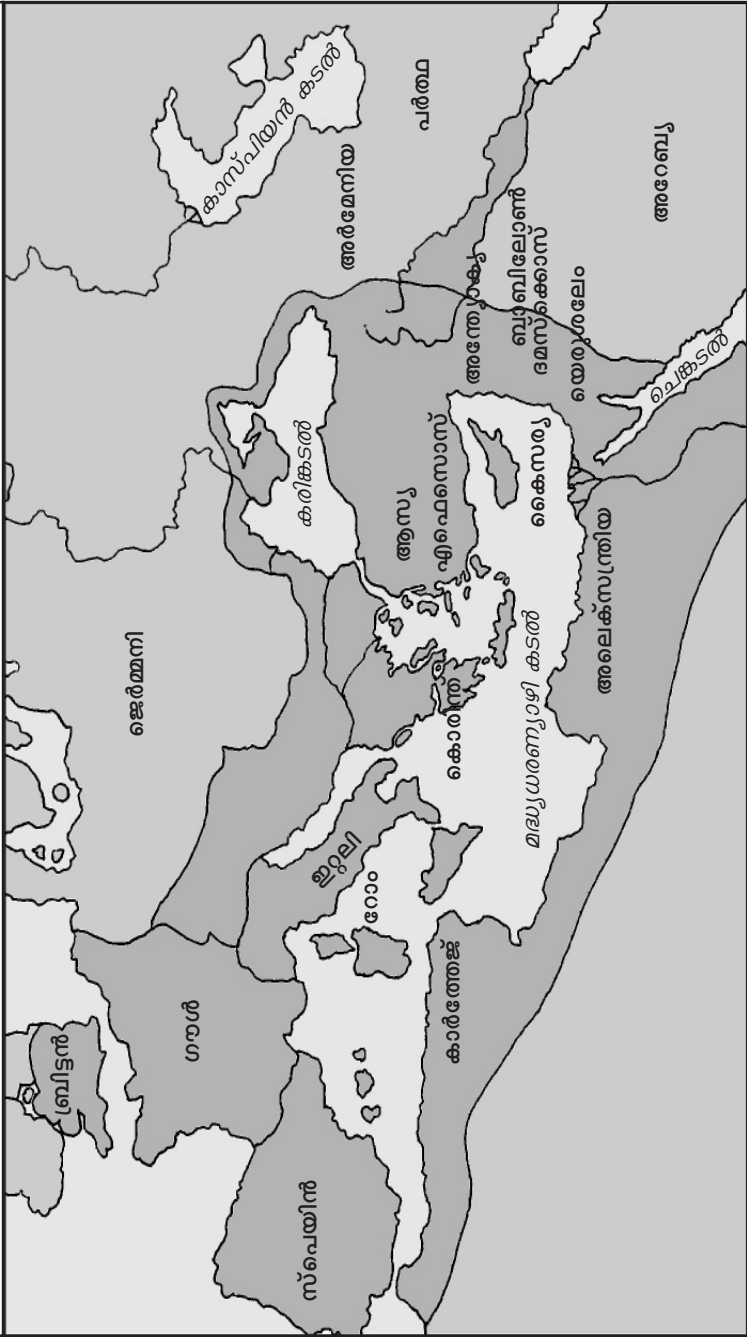 ബ്രിട്ടൻ
ജെർമ്മനി
ഗൗൾ
സ്പെയിൻ
ഇറ്റലി
റോം
കാർത്തേജ്
കരിങ്കടൽ
കാസ്പിയൻ കടൽ
അർമേനിയ
പർത്ഥ
ആസ്യ
എഫെസൊസ്
കൊരിന്ത
മദ്ധ്യധരണ്യാഴി കടൽ
അന്ത്യോക്യ
ബാബിലോൺ
ദമസ്ക്കൊസ്
യെരുശലേം
കൈസര്യ
അലെക്സന്ത്രിയ
ചെങ്കടൽ
അറേബ്യ